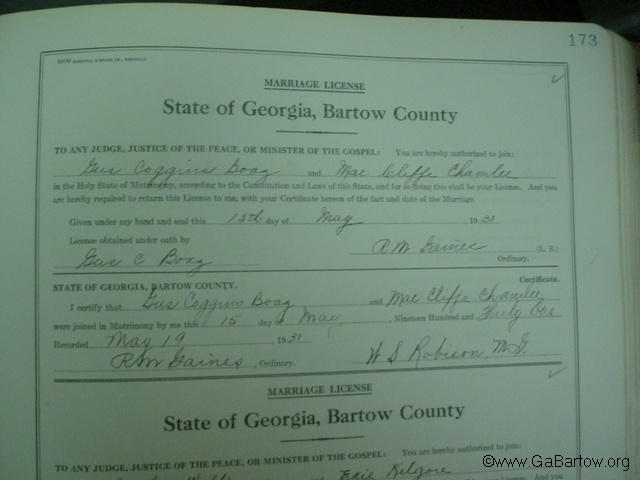 173
MARRIAGE LICENSE
State of Georgia, Bartow County
TO ANY JUDGE, JUSTICE OF THE PEACE, OR MINISTER OF THE GOSPEL: You are hereby authorized to join:
Gus Coggins Boaz and Mae Cliffe Chamlee
in the Holy State of Matrimony, according to the Constitution and Laws of this State, and for so doing this shall be your License. And you
are hereby required to return this License to me, with your Certificate hereon of the fact and date of the Marriage.
Given under my hand and seal this 15th day of May 1931
License obtained under oath by R.M. Gaines (L. S.)
Gus C Boaz Ordinary.
STATE OF GEORGIA, BARTOW COUNTY. Certificate.
I certify that Gus Coggins Boaz and Mae Cliffe Chamlee
were joined in Matrimony by me this 15 day of May, Nineteen Hundred and Thirty One
Recorded May 19, 1931
R.M. Gaines, Ordinary. W S Robison, M.G.
MARRIAGE LICENSE
State of Georgia, Bartow County
TO ANY JUDGE, JUSTICE OF THE PEACE, OR MINISTER OF THE GOSPEL: You are hereby authorized to join:
Kilgore
©www.GaBartow.org